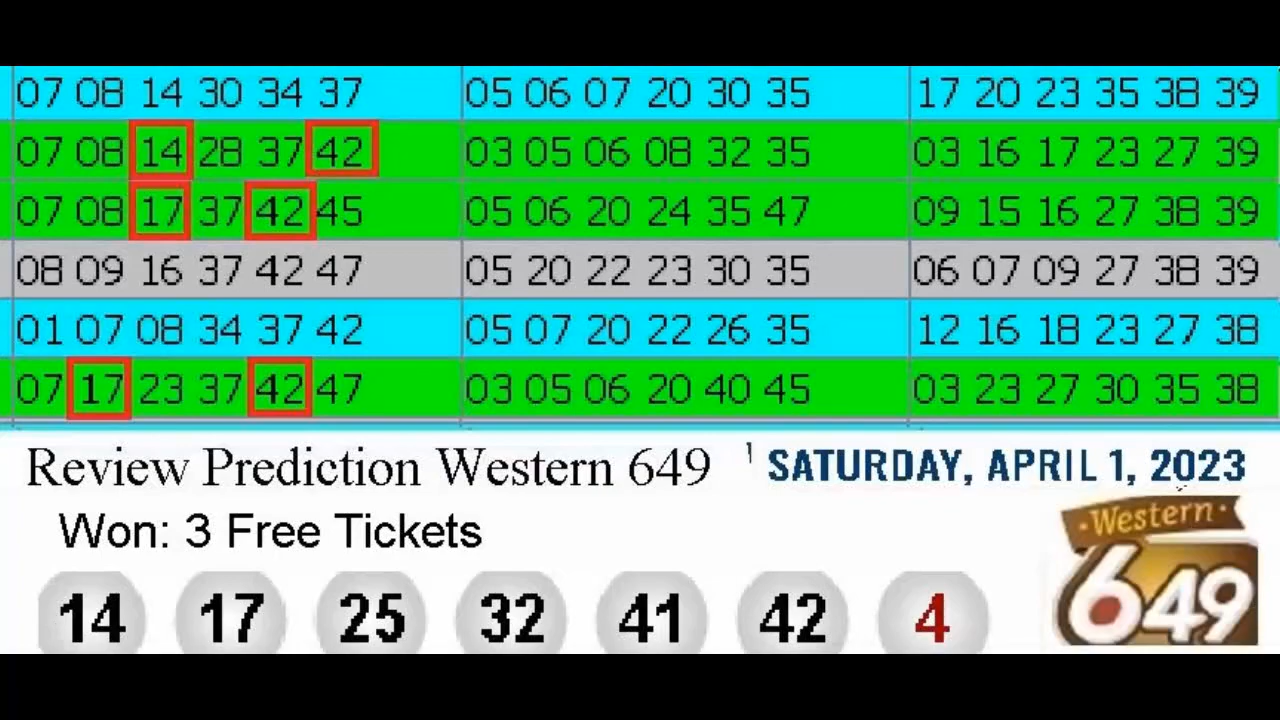 07 08 14 30 34 37 05 06 07 20 30 35 17 20 23 35 38 39
07 08 14 28 37 42 03 05 06 08 32 35 03 16 17 23 27 39
07 08 17 37 42 45 05 06 20 24 35 47 09 15 16 27 38 39
08 09 16 37 42 47 05 20 22 23 30 35 06 07 09 27 38 39
01 07 08 34 37 42 05 07 20 22 26 35 12 16 18 23 27 38
07 17 23 37 42 47 03 05 06 20 40 45 03 23 27 30 35 38
Review Prediction Western 649 SATURDAY, APRIL 1, 2023
Won: 3 Free Tickets
Western
649
14 17 25 32 41 42 4